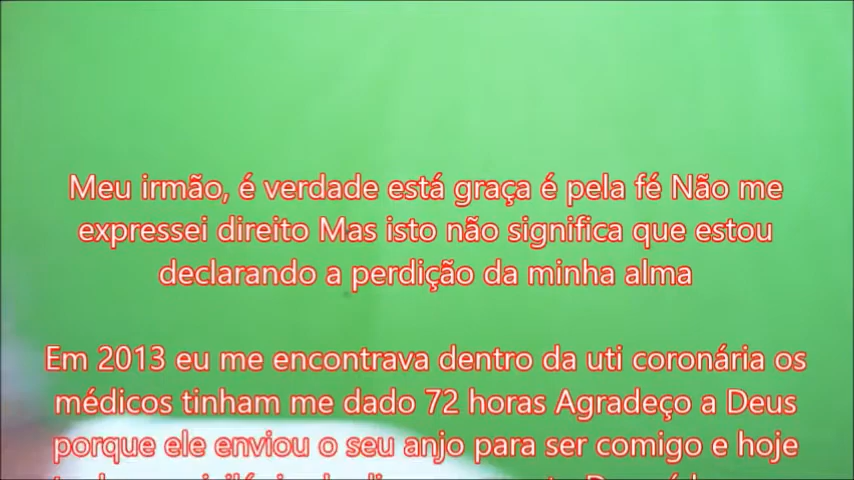 Meu irmão, é verdade está graça é pela fé Não me
expressei direito Mas isto não significa que estou
declarando a perdição da minha alma
Em 2013 eu me encontrava dentro da uti coronária os
médicos tinham me dado 72 horas Agradeço a Deus
porque ele enviou o seu anjo para ser comigo e hoje